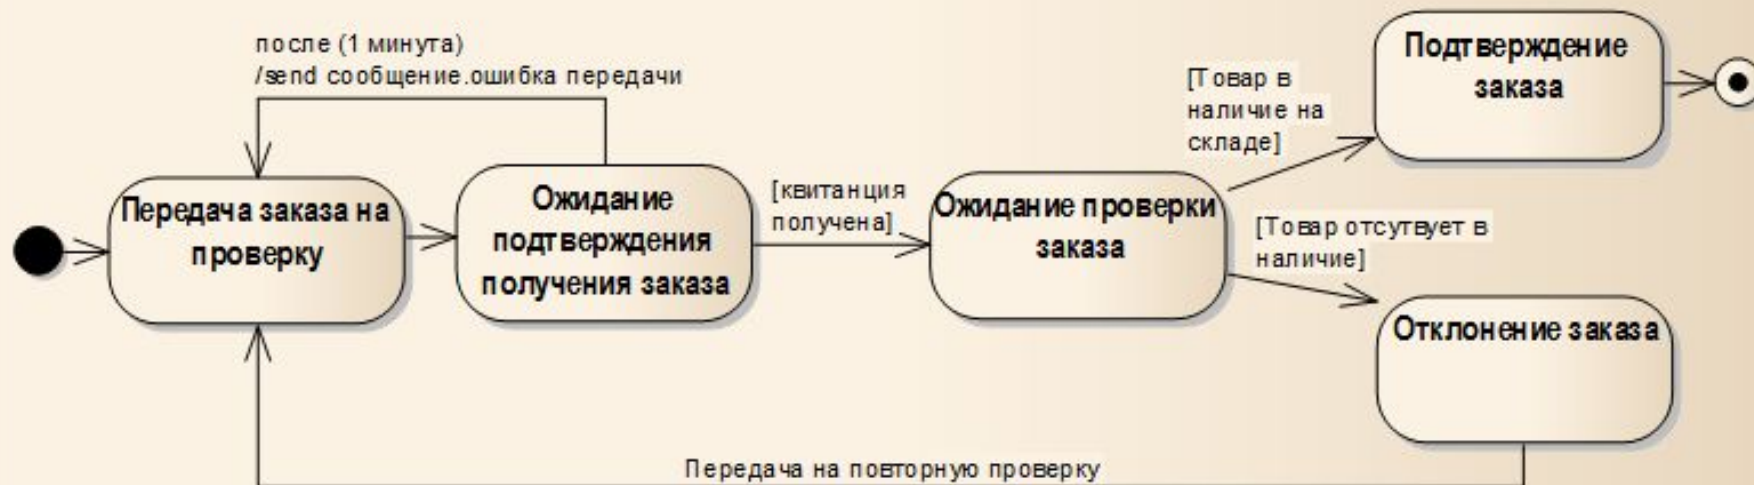 после (1 минута)
/send сообщение.ошибка передачи
Передача заказа на
проверку
Ожидание
подтверждения
получения заказа
[квитанция
получена]
Ожидание проверки
заказа
[Товар в
наличие на
складе]
Подтверждение
заказа
[Товар отсутвует в
наличие]
Отклонение заказа
Передача на повторную проверку